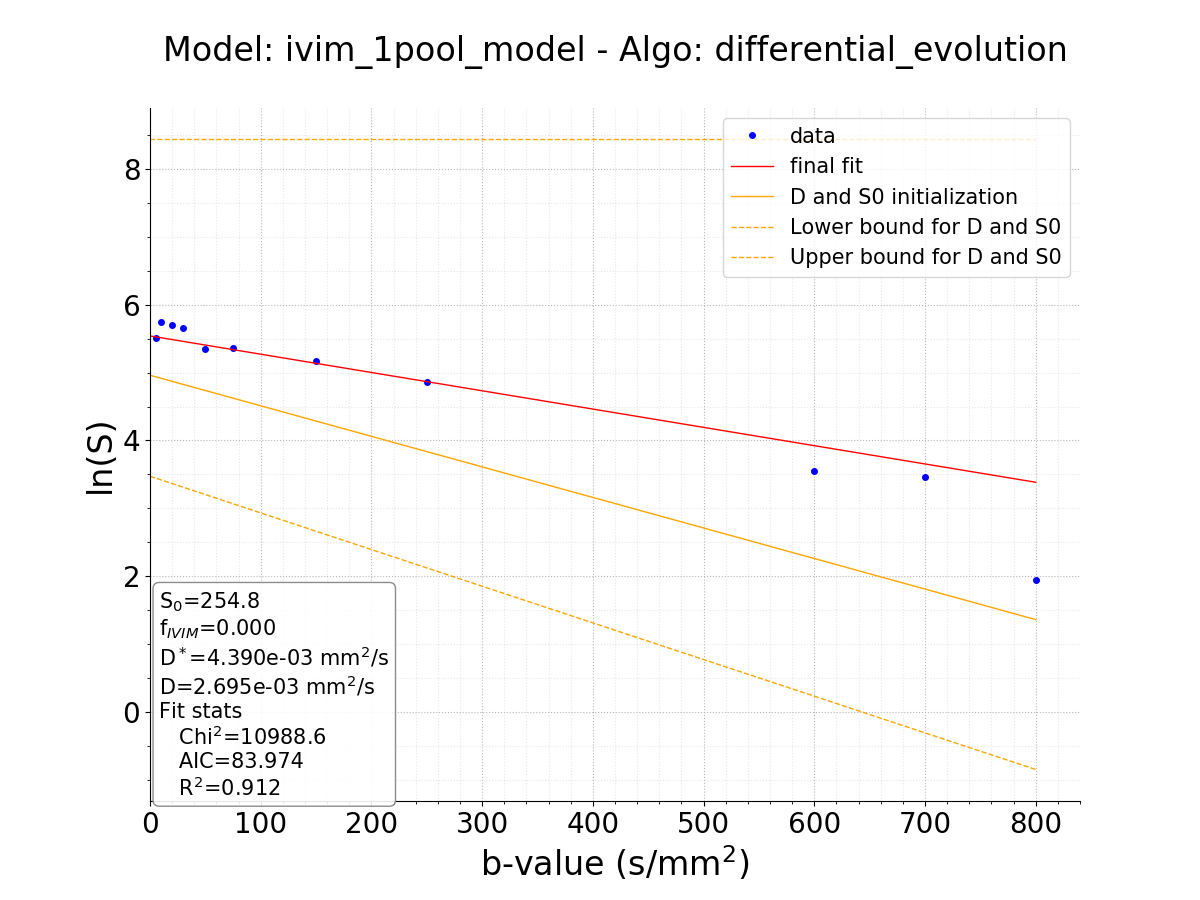 Model: ivim_1pool_model - Algo: differential_evolution
data
final fit
D and S0 initialization
Lower bound for D and S0
Upper bound for D and S0
8
6
4
2
0
ln(S)
S₀=254.8
f_IVIM=0.000
D*=4.390e-03 mm²/s
D=2.695e-03 mm²/s
Fit stats
Chi²=10988.6
AIC=83.974
R²=0.912
0 100 200 300 400 500 600 700 800
b-value (s/mm²)